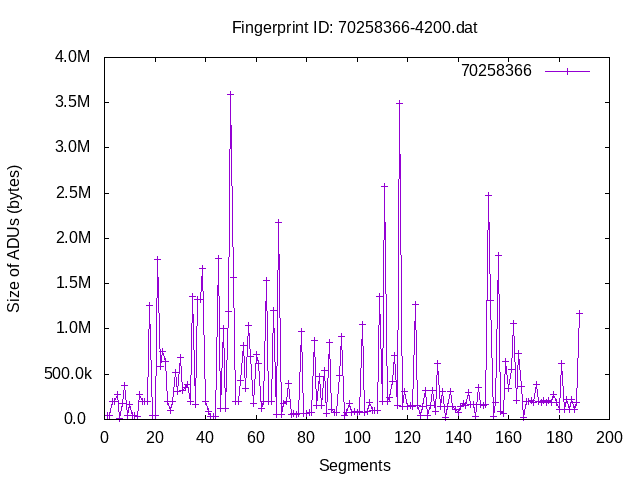 Fingerprint ID: 70258366-4200.dat
70258366
4.0M
3.5M
3.0M
2.5M
2.0M
1.5M
1.0M
500.0k
0.0
Size of ADUs (bytes)
0 20 40 60 80 100 120 140 160 180 200
Segments